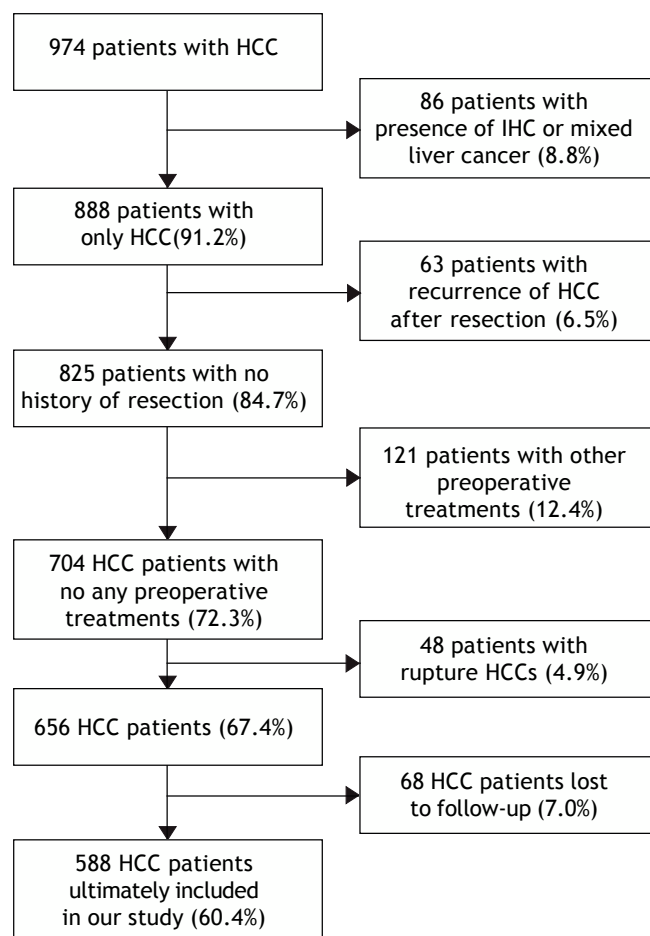 974 patients with HCC
86 patients with
presence of IHC or mixed
liver cancer (8.8%)
888 patients with
only HCC(91.2%)
63 patients with
recurrence of HCC
after resection (6.5%)
825 patients with no
history of resection (84.7%)
121 patients with other
preoperative
treatments (12.4%)
704 HCC patients with
no any preoperative
treatments (72.3%)
48 patients with
rupture HCCs (4.9%)
656 HCC patients (67.4%)
68 HCC patients lost
to follow-up (7.0%)
588 HCC patients
ultimately included
in our study (60.4%)